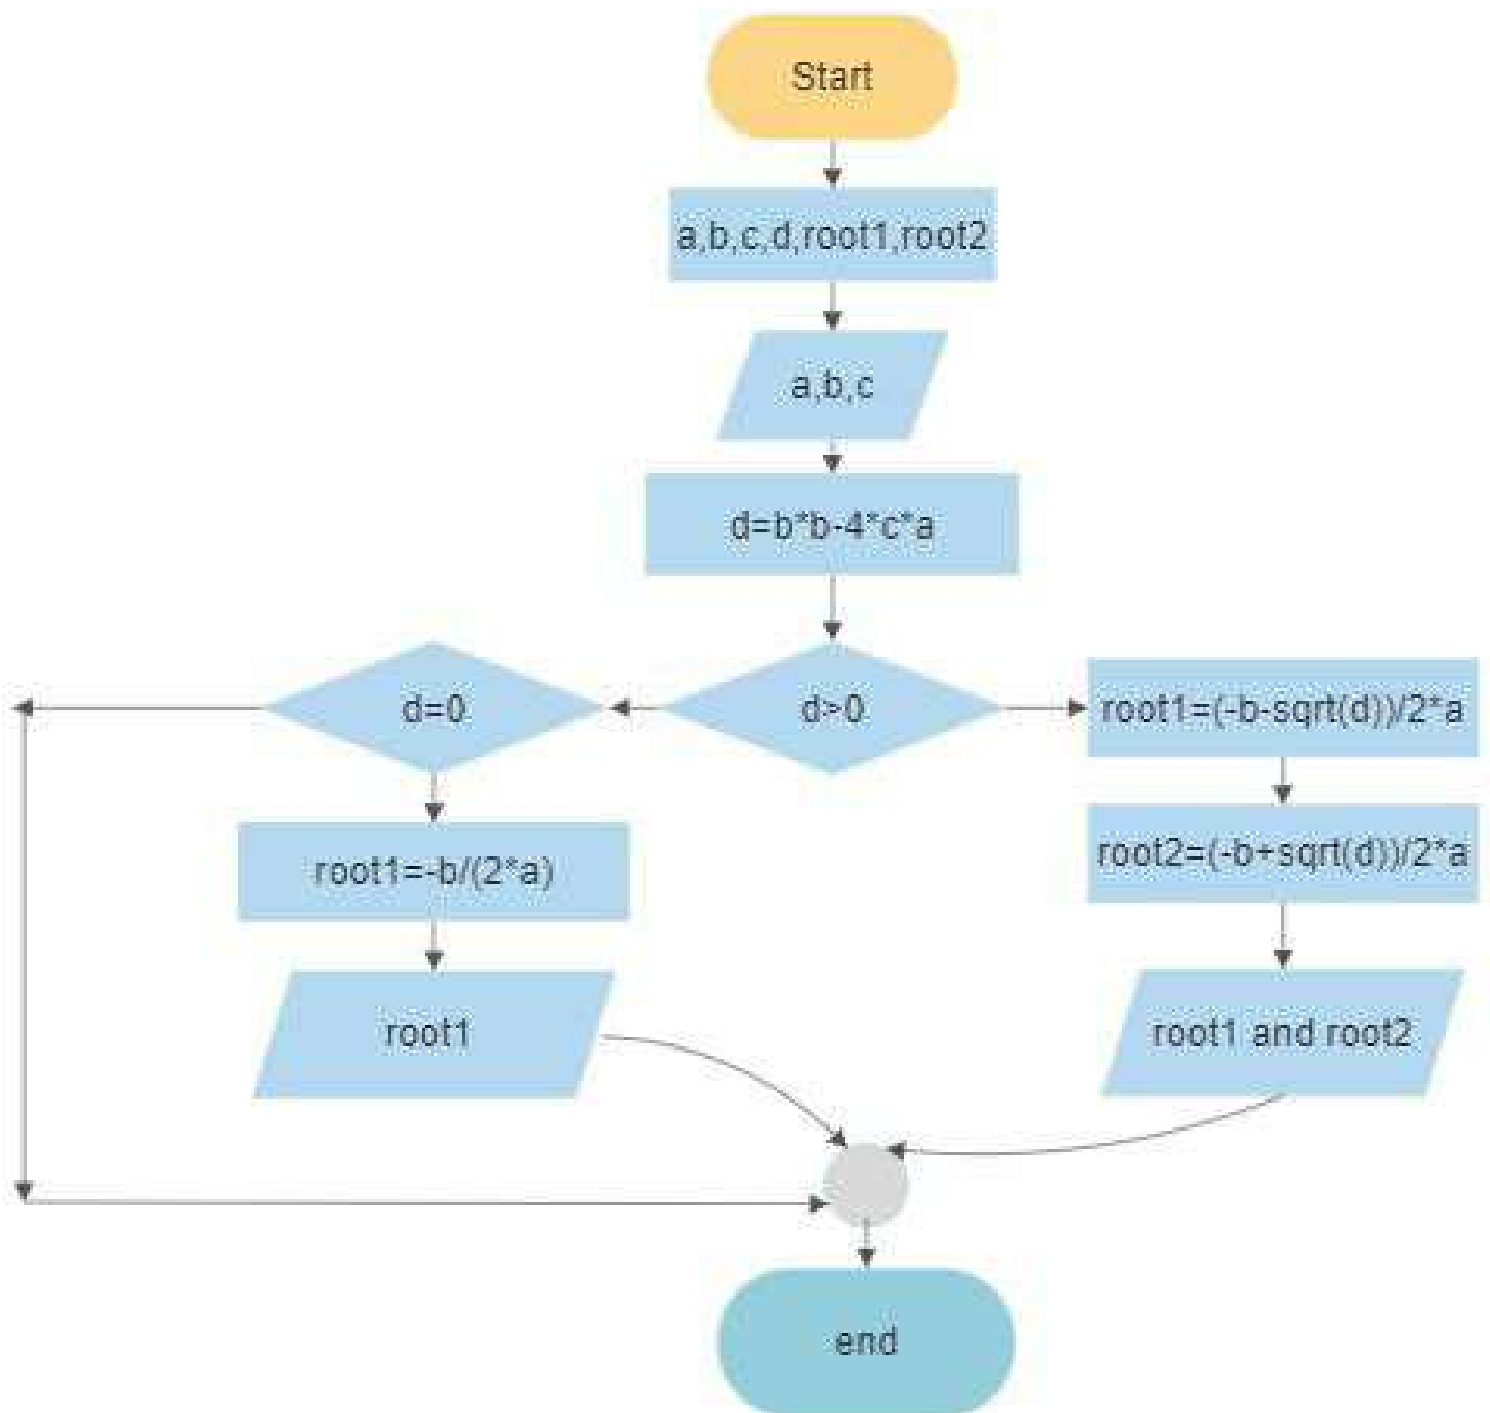 Start
a,b,c,d,root1,root2
a,b,c
d=b*b-4*c*a
d=0
d>0
root1=(-b-sqrt(d))/2*a
root2=(-b+sqrt(d))/2*a
root1=-b/(2*a)
root1
root1 and root2
end